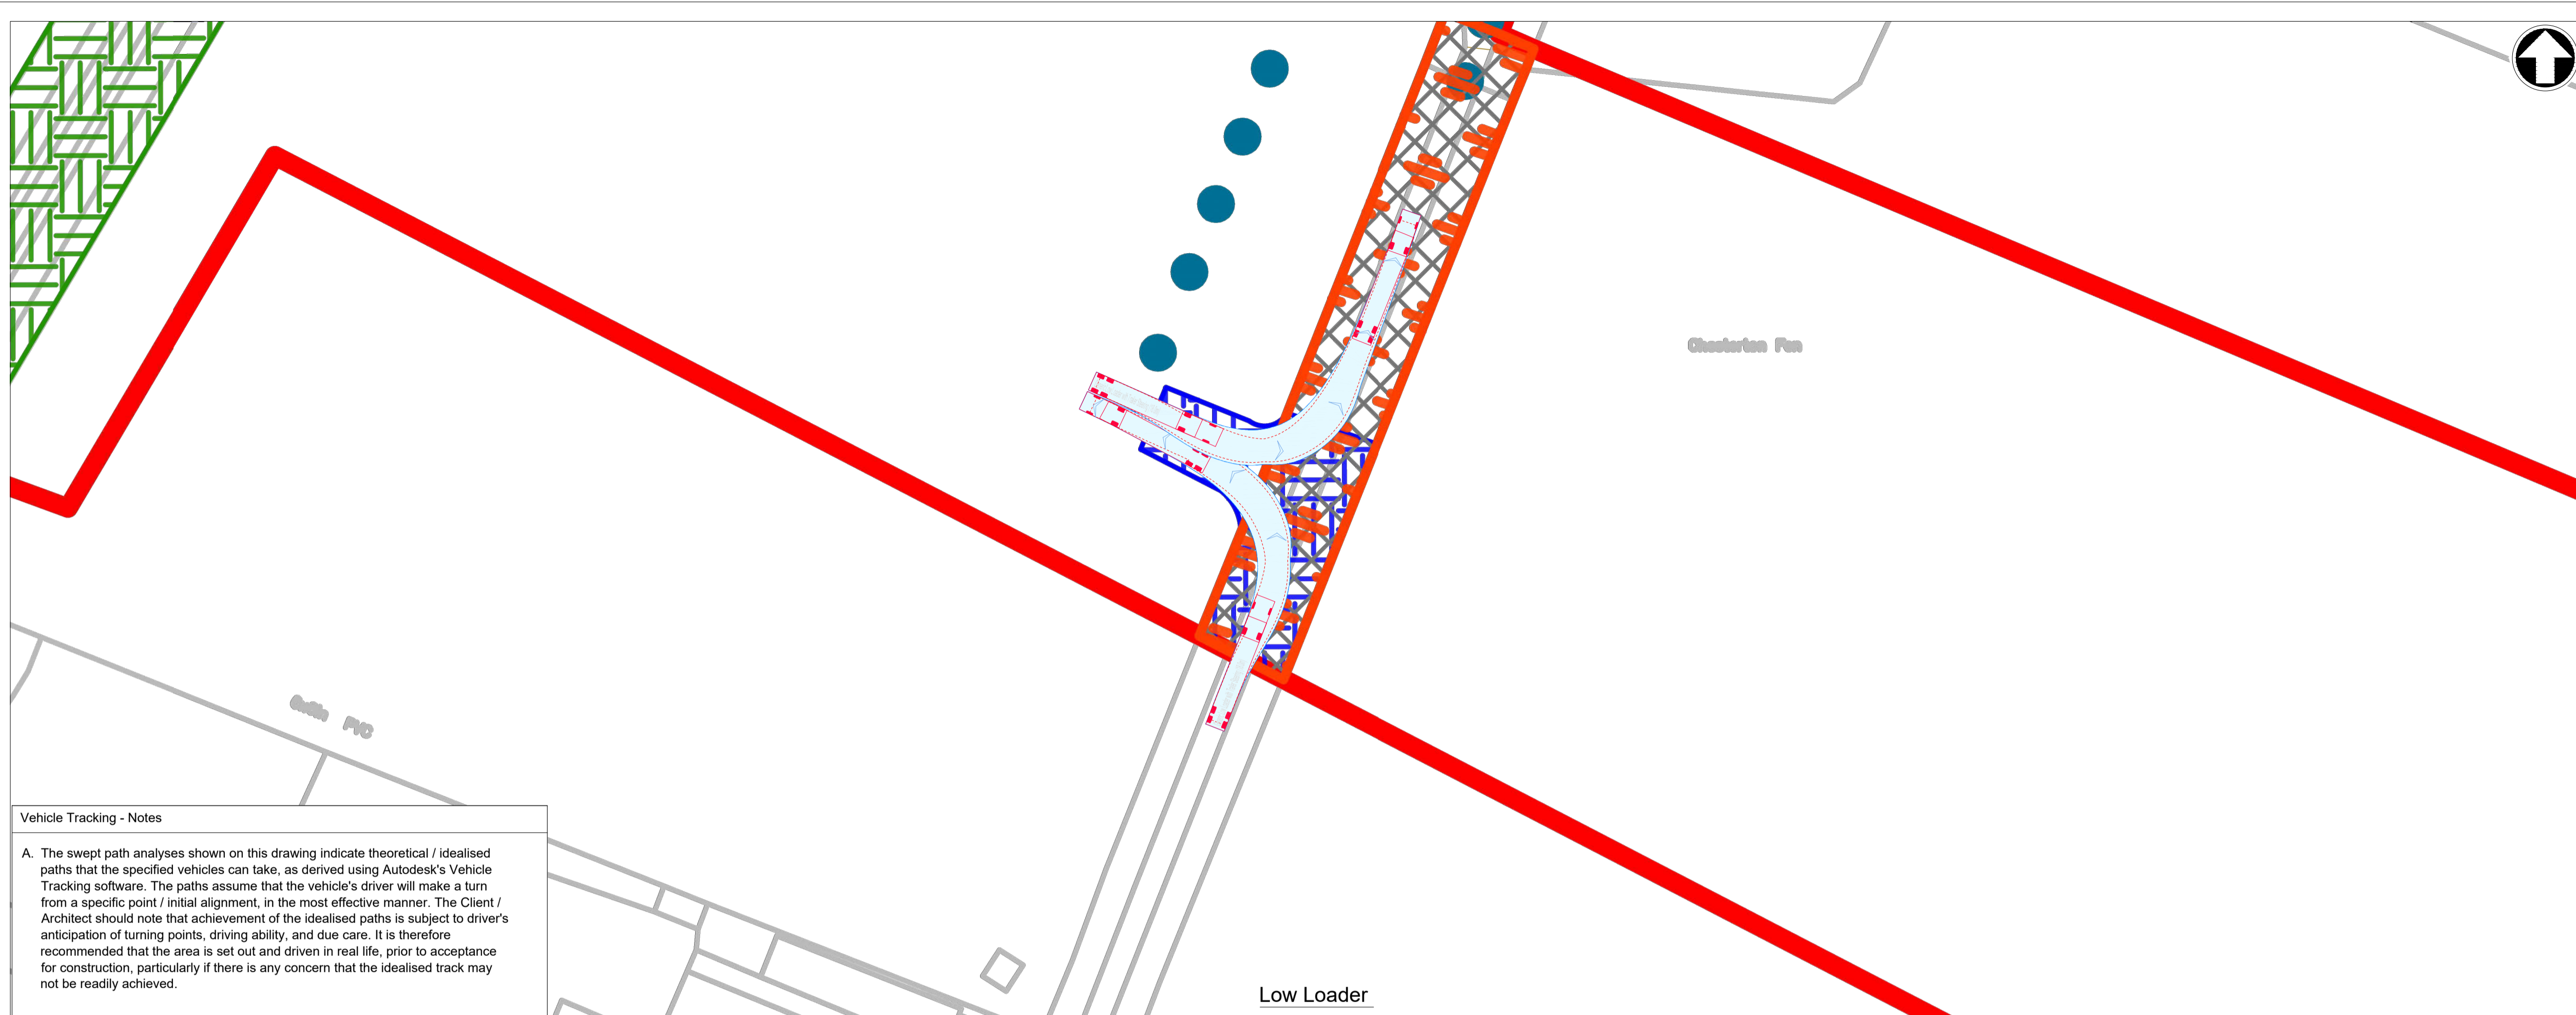 Chesterton Fen
Vehicle Tracking - Notes
A. The swept path analyses shown on this drawing indicate theoretical / idealised
paths that the specified vehicles can take, as derived using Autodesk's Vehicle
Tracking software. The paths assume that the vehicle's driver will make a turn
from a specific point / initial alignment, in the most effective manner. The Client /
Architect should note that achievement of the idealised paths is subject to driver's
anticipation of turning points, driving ability, and due care. It is therefore
recommended that the area is set out and driven in real life, prior to acceptance
for construction, particularly if there is any concern that the idealised track may
not be readily achieved.
Low Loader